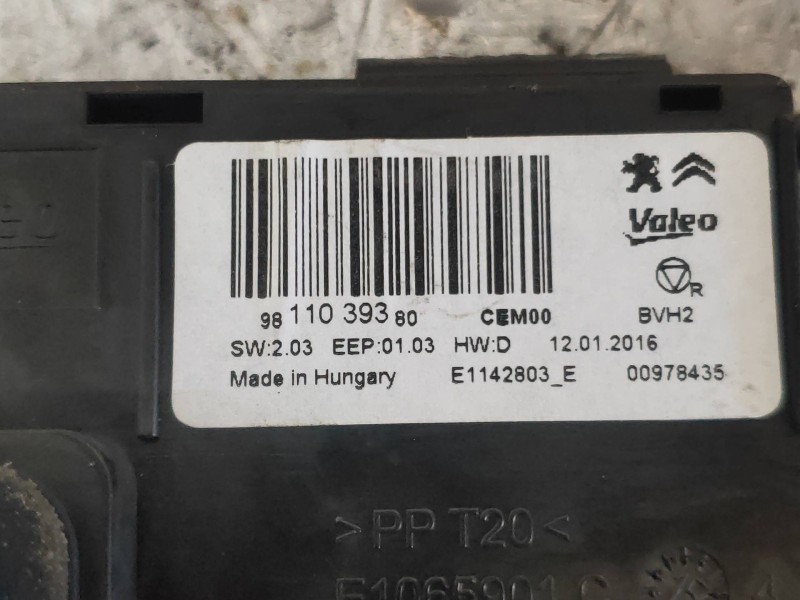 Valeo
R
98 110 393 80 CEM00 BVH2
SW:2.03 EEP:01.03 HW:D 12.01.2016
Made in Hungary E1142803_E 00978435
>PP T20<
E1065901 C